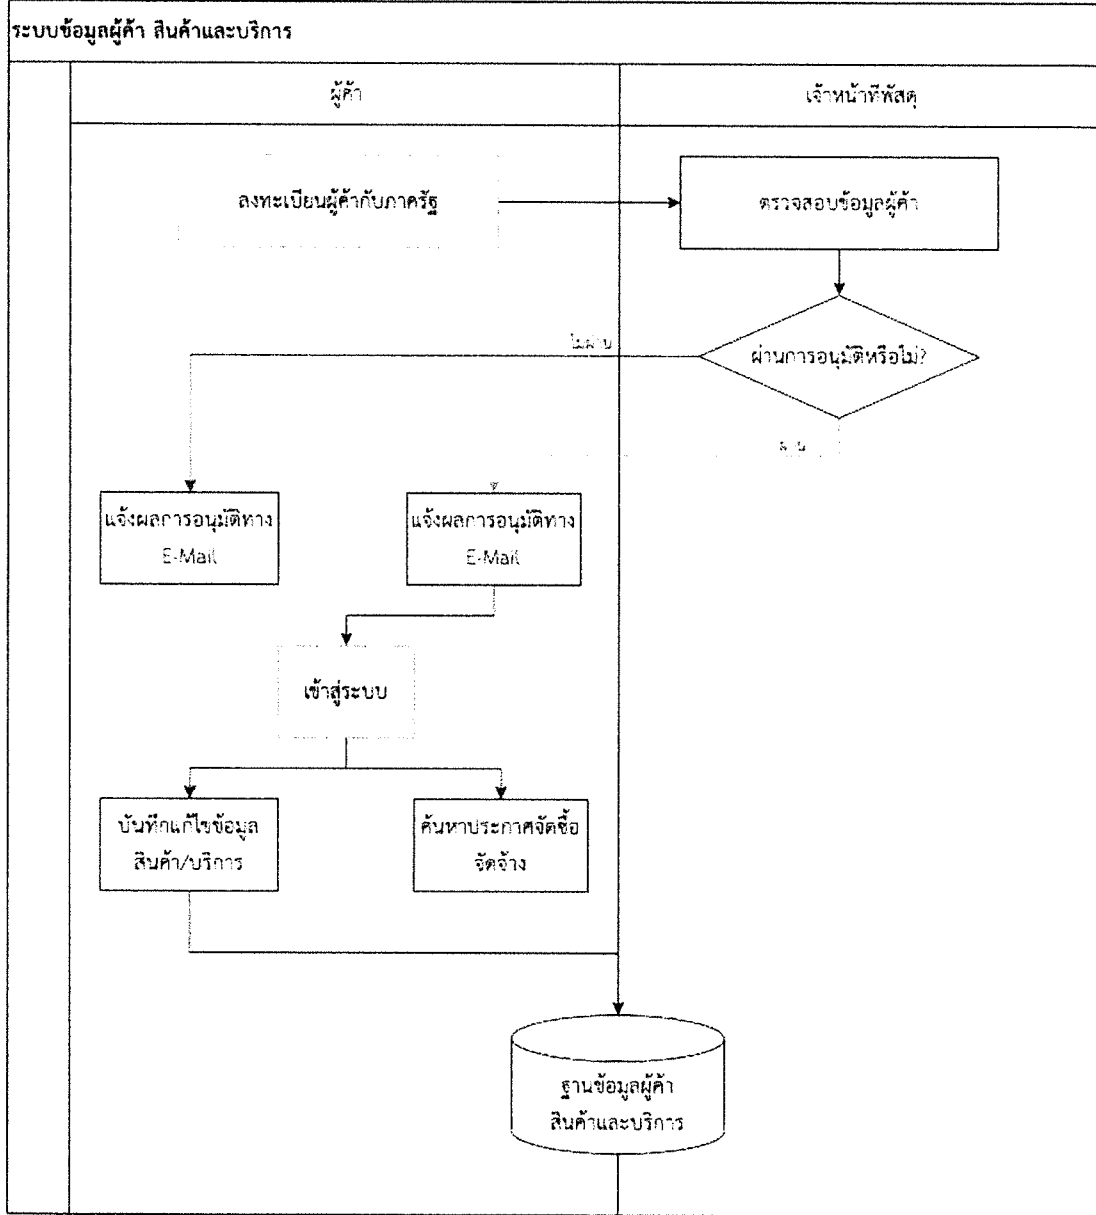 ระบบข้อมูลผู้ค้า สินค้าและบริการ
ผู้ค้า
เจ้าหน้าที่พัสดุ
ลงทะเบียนผู้ค้ากับภาครัฐ
ตรวจสอบข้อมูลผู้ค้า
ไม่ผ่าน
ผ่านการอนุมัติหรือไม่?
ผ่าน
แจ้งผลการอนุมัติทาง
E-Mail
แจ้งผลการอนุมัติทาง
E-Mail
เข้าสู่ระบบ
บันทึกแก้ไขข้อมูล
สินค้า/บริการ
ค้นหาประกาศจัดซื้อ
จัดจ้าง
ฐานข้อมูลผู้ค้า
สินค้าและบริการ